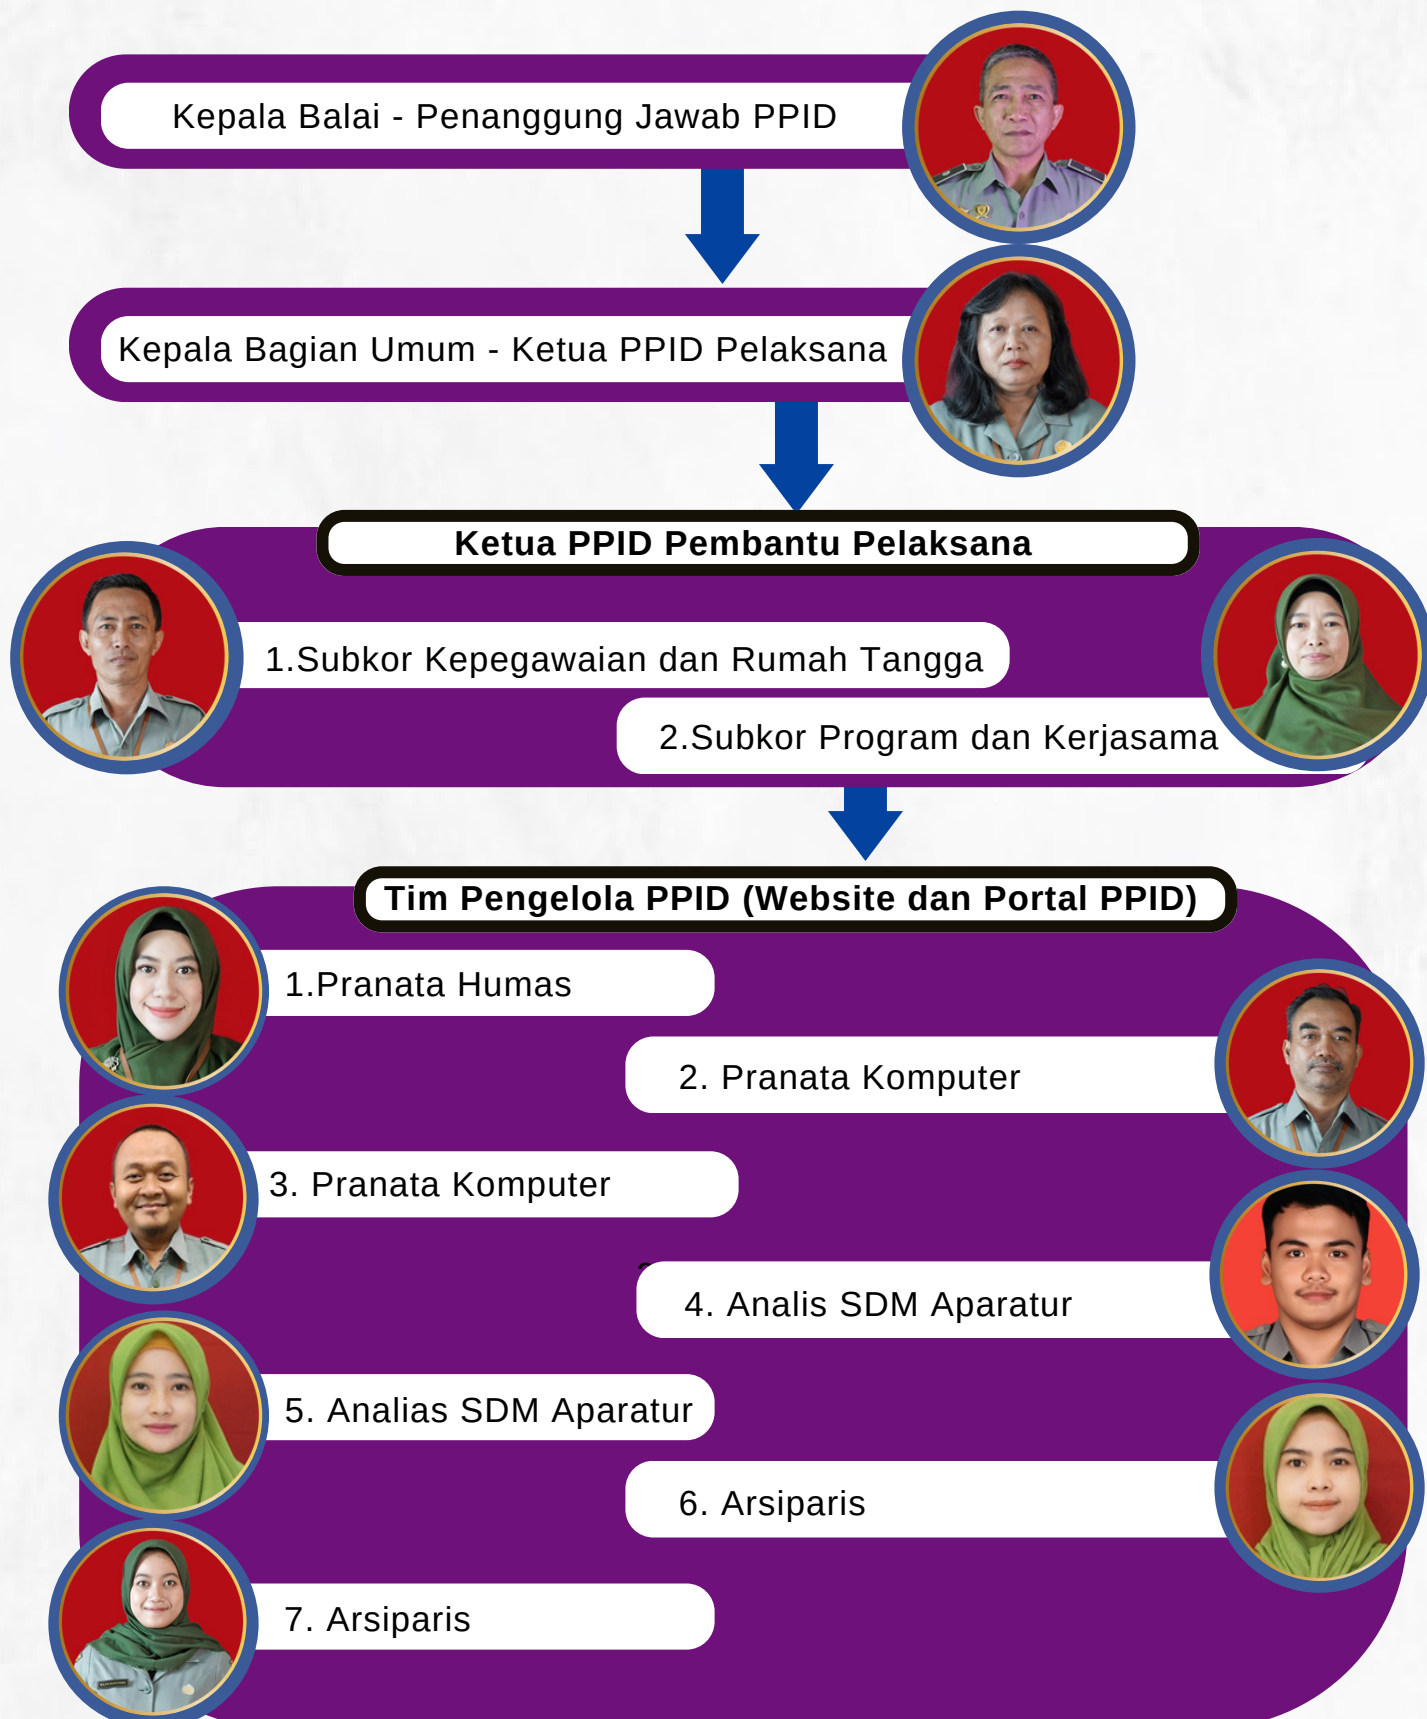 Kepala Balai - Penanggung Jawab PPID
Kepala Bagian Umum - Ketua PPID Pelaksana
Ketua PPID Pembantu Pelaksana
1.Subkor Kepegawaian dan Rumah Tangga
2.Subkor Program dan Kerjasama
Tim Pengelola PPID (Website dan Portal PPID)
1.Pranata Humas
2. Pranata Komputer
3. Pranata Komputer
4. Analis SDM Aparatur
5. Analias SDM Aparatur
6. Arsiparis
7. Arsiparis